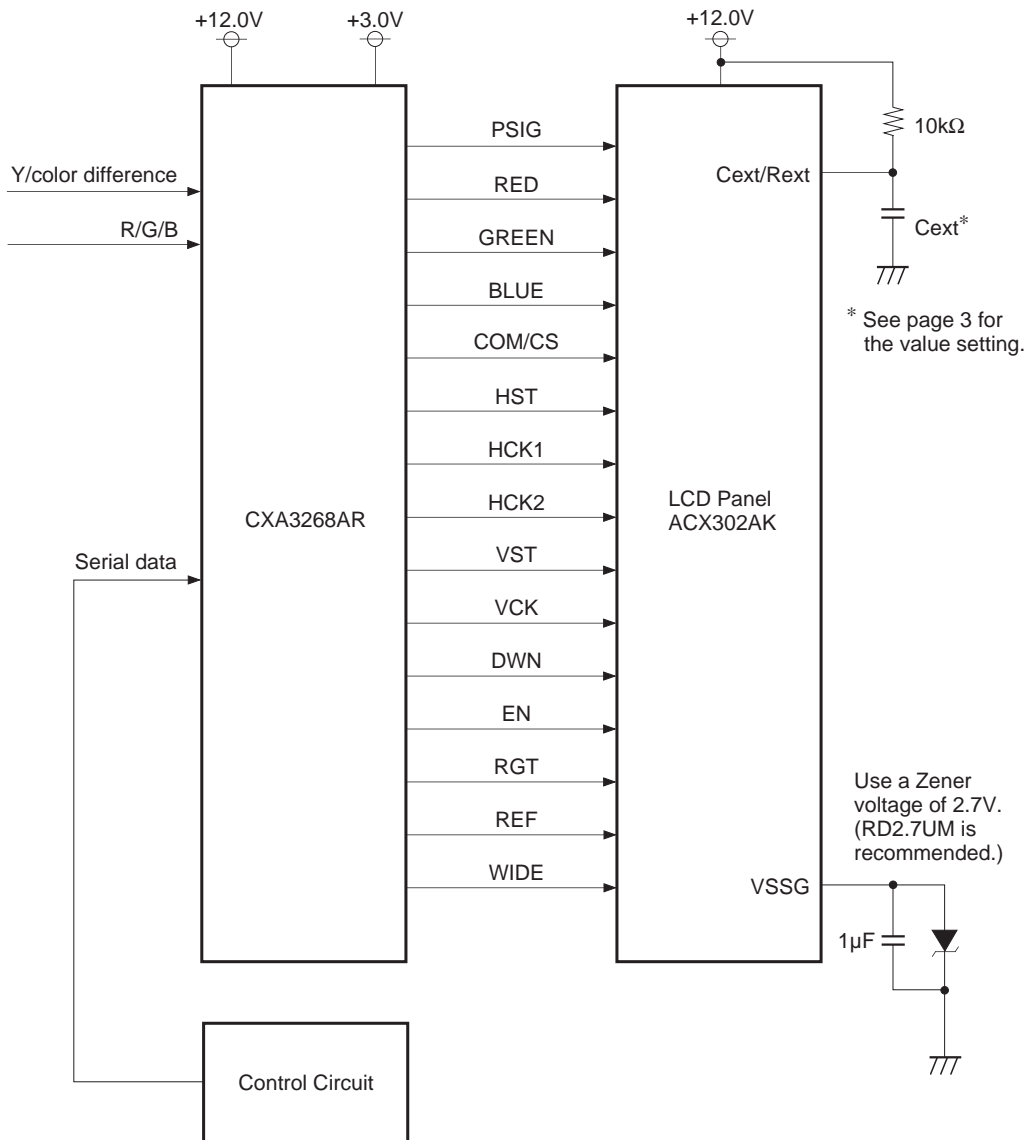 +12.0V
+3.0V
+12.0V
10kΩ
PSIG
Y/color difference
Cext/Rext
RED
R/G/B
Cext*
GREEN
BLUE
* See page 3 for
the value setting.
COM/CS
HST
HCK1
LCD Panel
ACX302AK
CXA3268AR
HCK2
Serial data
VST
VCK
DWN
EN
RGT
Use a Zener
voltage of 2.7V.
(RD2.7UM is
recommended.)
REF
WIDE
VSSG
1µF
Control Circuit